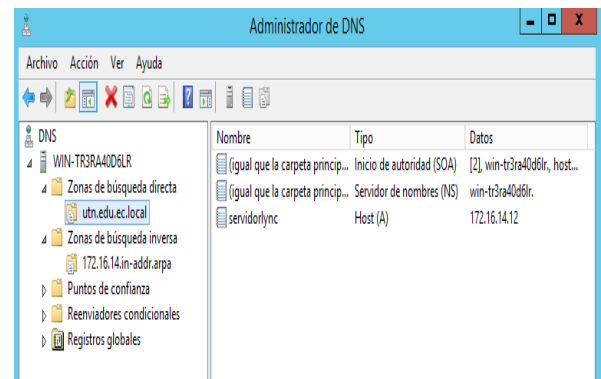 Administrador de DNS
Archivo Acción Ver Ayuda
DNS
WIN-TR3RA40D6LR
Zonas de búsqueda directa
utn.edu.ec.local
Zonas de búsqueda inversa
172.16.14.in-addr.arpa
Puntos de confianza
Reenviadores condicionales
Registros globales
Nombre Tipo Datos
(igual que la carpeta princip... Inicio de autoridad (SOA) [2], win-tr3ra40d6lr., host...
(igual que la carpeta princip... Servidor de nombres (NS) win-tr3ra40d6lr.
servidorlync Host (A) 172.16.14.12